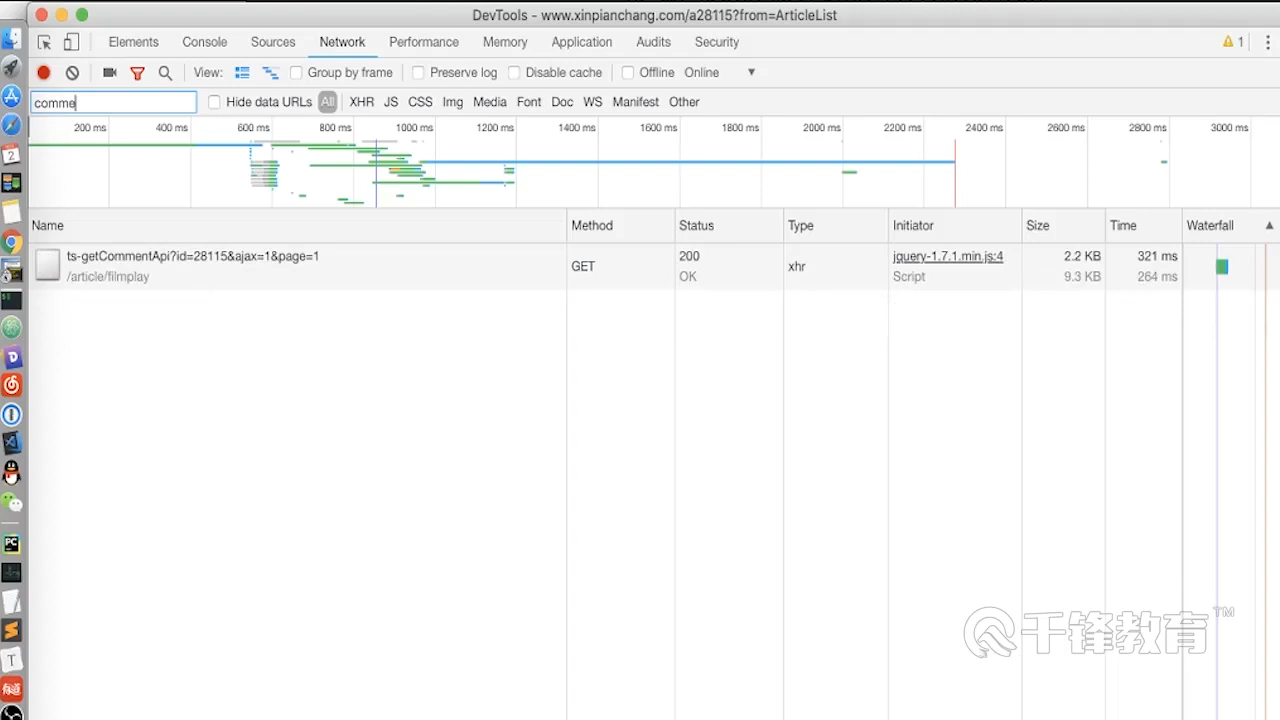 DevTools - www.xinpianchang.com/a28115?from=ArticleList
Elements Console Sources Network Performance Memory Application Audits Security 1
View: Group by frame Preserve log Disable cache Offline Online
comme Hide data URLs All XHR JS CSS Img Media Font Doc WS Manifest Other
200 ms 400 ms 600 ms 800 ms 1000 ms 1200 ms 1400 ms 1600 ms 1800 ms 2000 ms 2200 ms 2400 ms 2600 ms 2800 ms 3000 ms
Name Method Status Type Initiator Size Time Waterfall
ts-getCommentApi?id=28115&ajax=1&page=1 GET 200 xhr jquery-1.7.1.min.js:4 2.2 KB 321 ms
/article/filmplay OK Script 9.3 KB 264 ms
千锋教育™